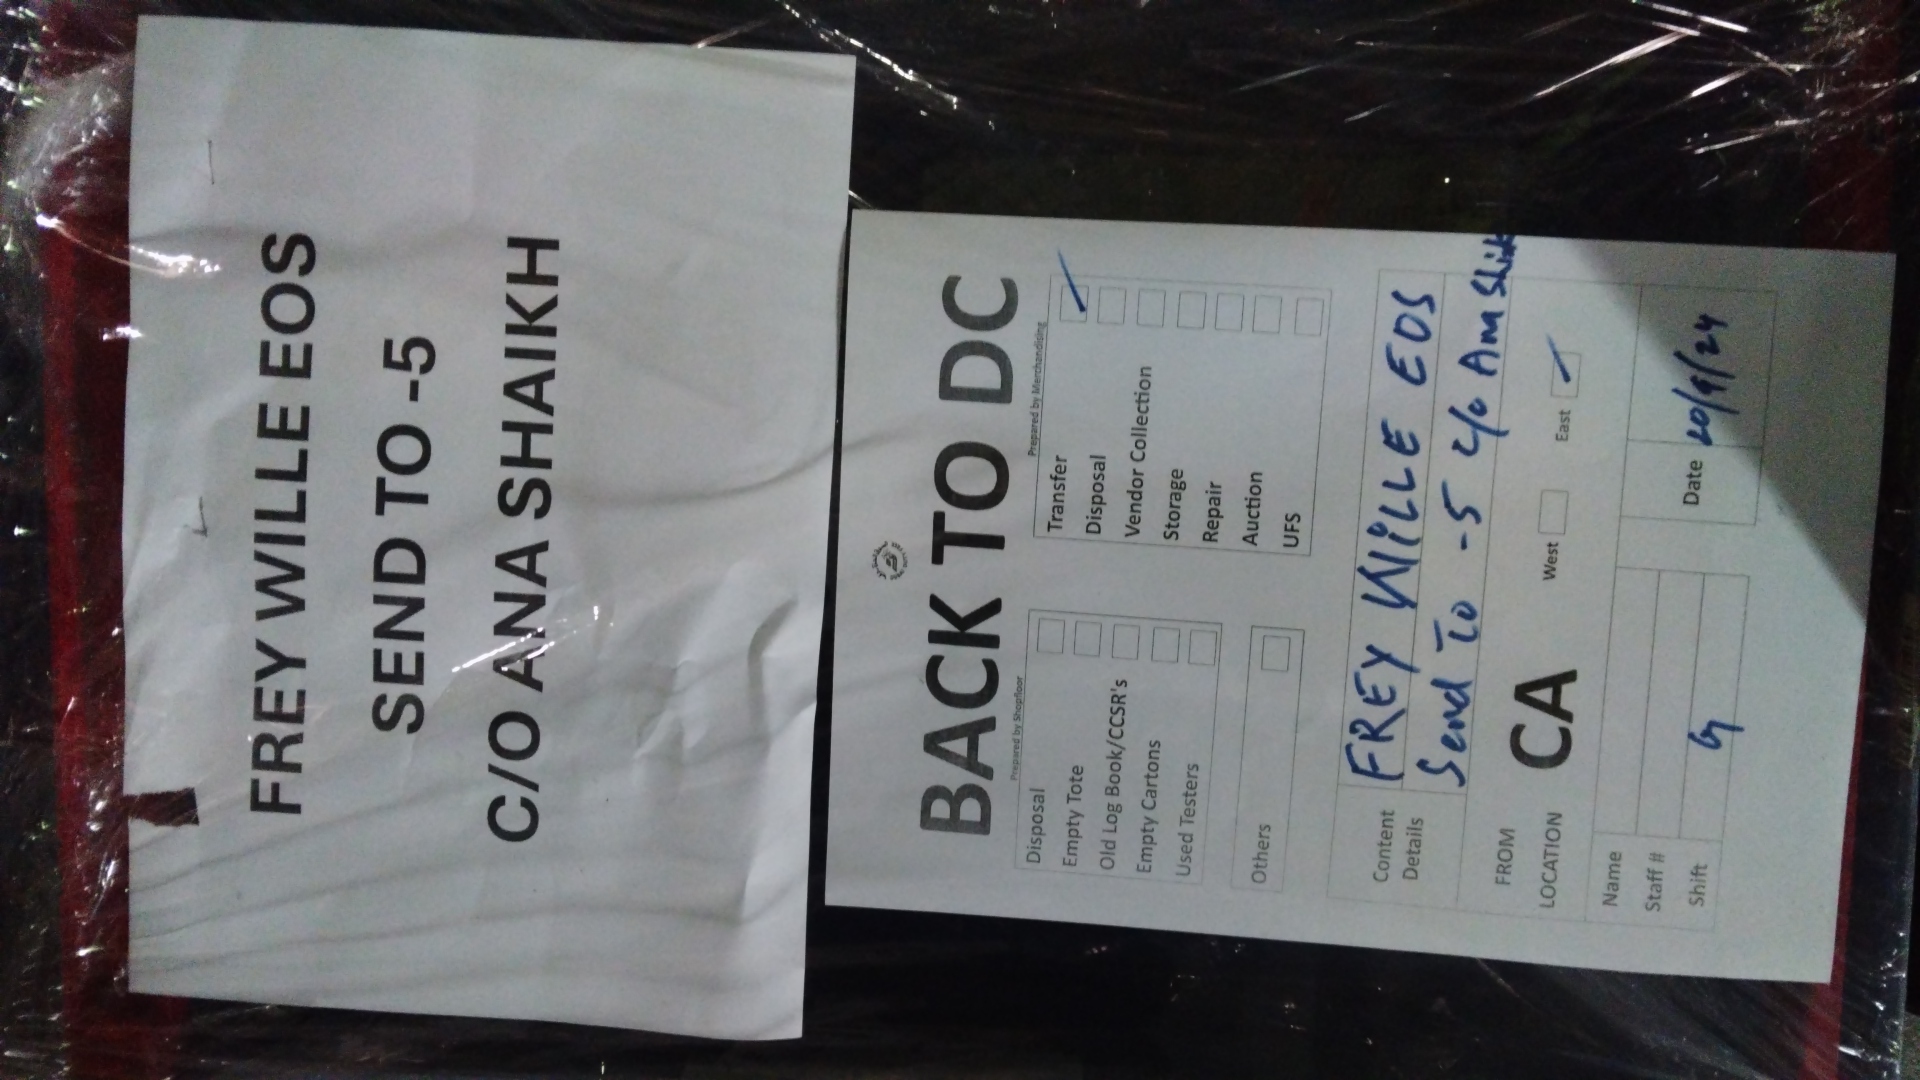 FREY WILLE EOS
SEND TO -5
C/O ANA SHAIKH
BACK TO DC
Prepared by Shopfloor
Disposal
Empty Tote
Old Log Book/CCSR's
Empty Cartons
Used Testers
Others
Prepared by Merchandising
Transfer
Disposal
Vendor Collection
Storage
Repair
Auction
UFS
Content Details
FREY WILLE EOS
Send To -5 c/o Ana
FROM LOCATION
CA
West
East
Name
Staff #
Shift
Date 20/9/24